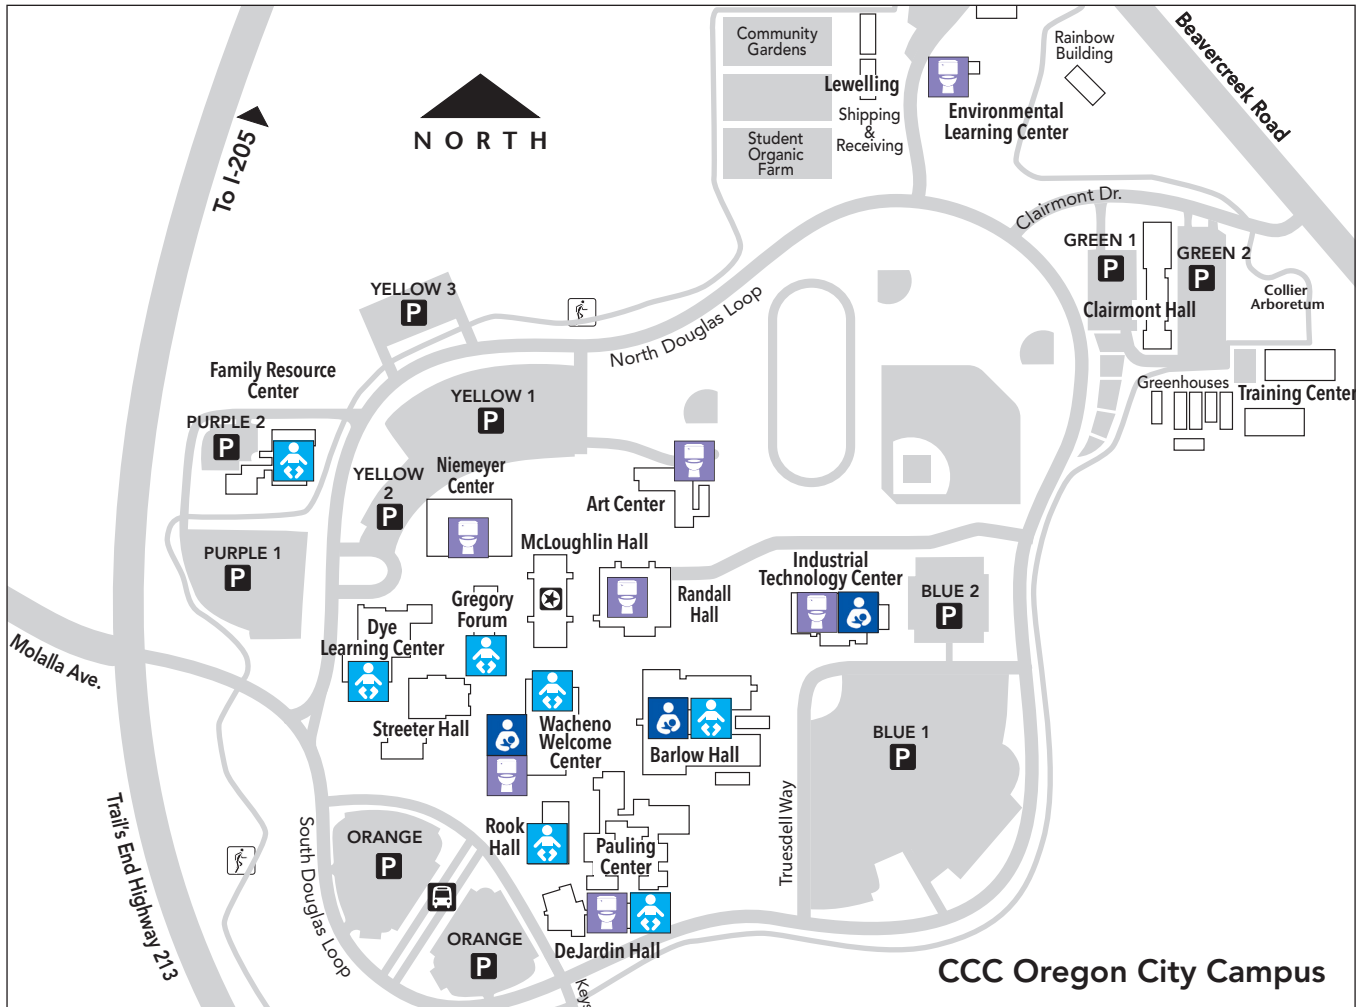 Community
Gardens
Student
Organic
Farm
Lewelling
Shipping
&
Receiving
Environmental
Learning Center
Rainbow
Building
Beavercreek Road
To I-205
NORTH
Clairmont Dr.
GREEN 1
P
GREEN 2
P
Clairmont Hall
Collier
Arboretum
Greenhouses
Training Center
YELLOW 3
P
North Douglas Loop
Family Resource
Center
PURPLE 2
P
YELLOW 1
P
YELLOW
2
P
Niemeyer
Center
Art Center
PURPLE 1
P
McLoughlin Hall
Gregory
Forum
Randall
Hall
Industrial
Technology Center
BLUE 2
P
Dye
Learning Center
Molalla Ave.
Streeter Hall
Wacheno
Welcome
Center
Barlow Hall
BLUE 1
P
Truesdell Way
Trail's End Highway 213
South Douglas Loop
ORANGE
P
Rook
Hall
Pauling
Center
ORANGE
P
DeJardin Hall
Keys
CCC Oregon City Campus